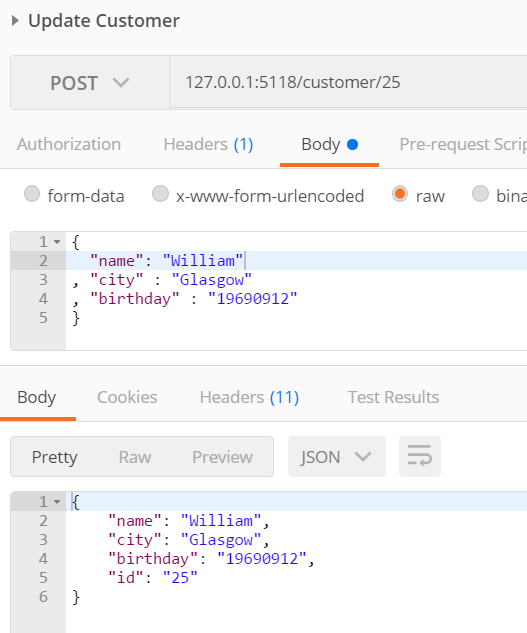 Update Customer
POST 127.0.0.1:5118/customer/25
Authorization Headers (1) Body Pre-request Scrip
form-data x-www-form-urlencoded raw bina
1 {
2 "name": "William"
3 , "city" : "Glasgow"
4 , "birthday" : "19690912"
5 }
Body Cookies Headers (11) Test Results
Pretty Raw Preview JSON
1 {
2 "name": "William",
3 "city": "Glasgow",
4 "birthday": "19690912",
5 "id": "25"
6 }